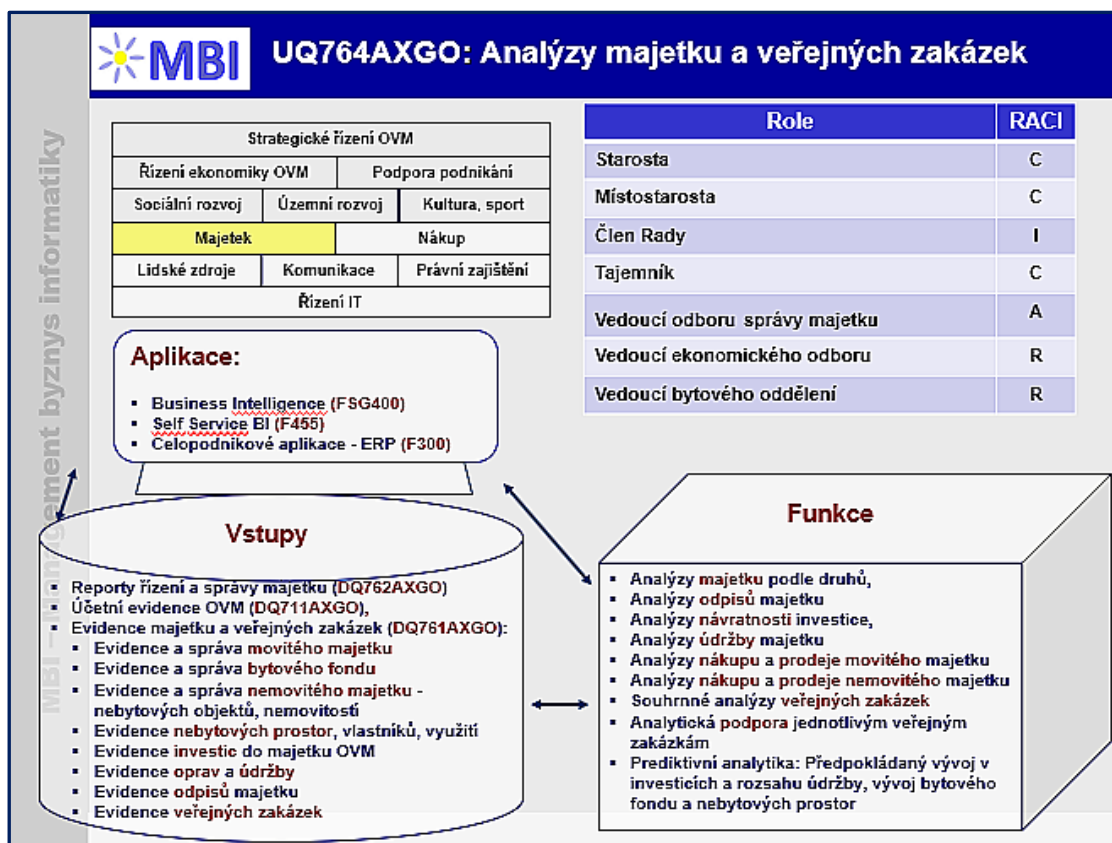 MBI
UQ764AXGO: Analýzy majetku a veřejných zakázek
MBI – Management byznys informatiky
Strategické řízení OVM
Řízení ekonomiky OVM
Podpora podnikání
Sociální rozvoj
Územní rozvoj
Kultura, sport
Majetek
Nákup
Lidské zdroje
Komunikace
Právní zajištění
Řízení IT
Role RACI
Starosta C
Místostarosta C
Člen Rady I
Tajemník C
Vedoucí odboru správy majetku A
Vedoucí ekonomického odboru R
Vedoucí bytového oddělení R
Aplikace:
▪ Business Intelligence (FSG400)
▪ Self Service BI (F455)
▪ Celopodnikové aplikace - ERP (F300)
Vstupy
▪ Reporty řízení a správy majetku (DQ762AXGO)
▪ Účetní evidence OVM (DQ711AXGO),
▪ Evidence majetku a veřejných zakázek (DQ761AXGO):
▪ Evidence a správa movitého majetku
▪ Evidence a správa bytového fondu
▪ Evidence a správa nemovitého majetku -
nebytových objektů, nemovitostí
▪ Evidence nebytových prostor, vlastníků, využití
▪ Evidence investic do majetku OVM
▪ Evidence oprav a údržby
▪ Evidence odpisů majetku
▪ Evidence veřejných zakázek
Funkce
▪ Analýzy majetku podle druhů,
▪ Analýzy odpisů majetku
▪ Analýzy návratnosti investice,
▪ Analýzy údržby majetku
▪ Analýzy nákupu a prodeje movitého majetku
▪ Analýzy nákupu a prodeje nemovitého majetku
▪ Souhrnné analýzy veřejných zakázek
▪ Analytická podpora jednotlivým veřejným
zakázkám
▪ Prediktivní analytika: Předpokládaný vývoj v
investicích a rozsahu údržby, vývoj bytového
fondu a nebytových prostor